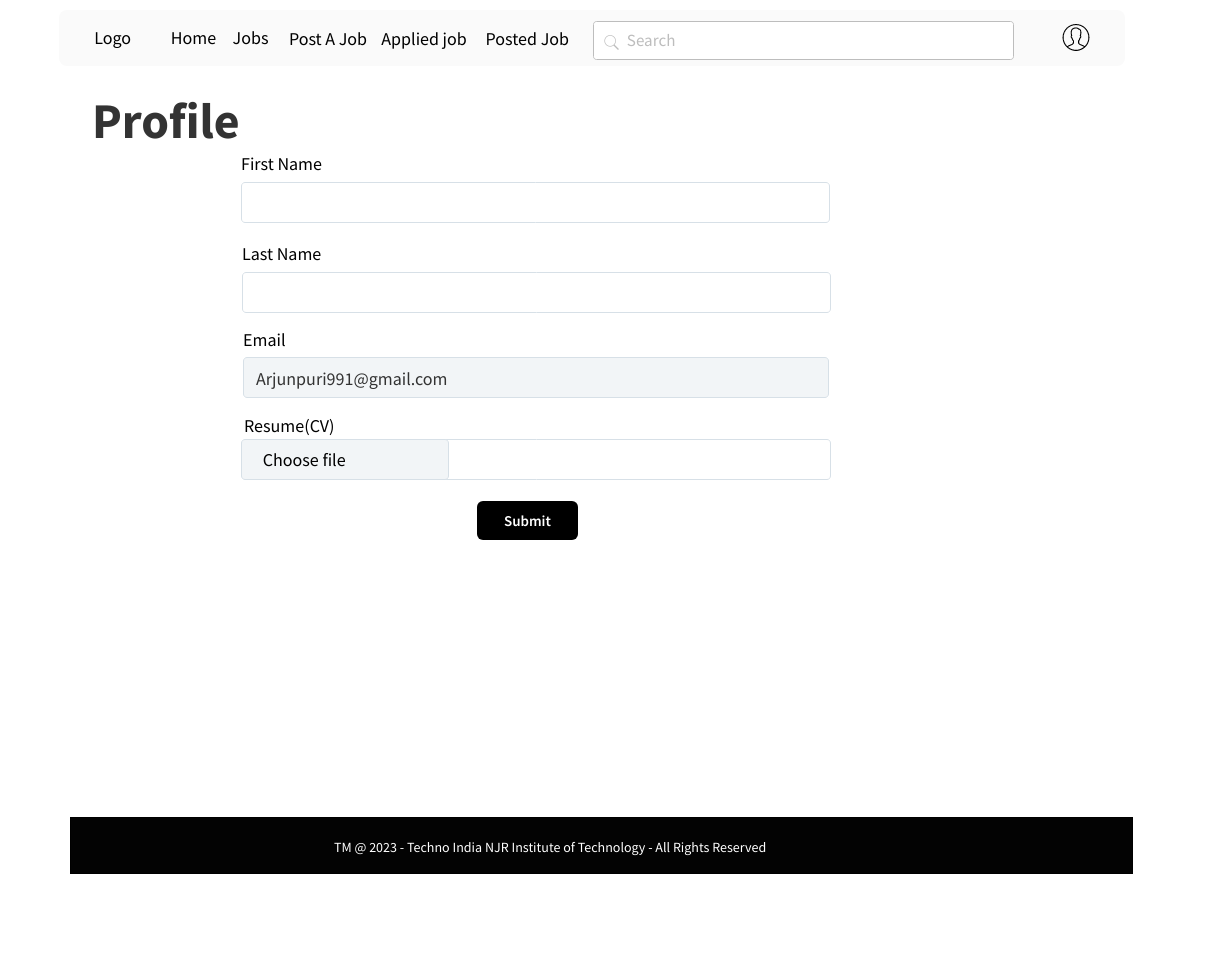 Logo Home Jobs Post A Job Applied job Posted Job Search
Profile
First Name
Last Name
Email
Arjunpuri991@gmail.com
Resume(CV)
Choose file
Submit
TM @ 2023 - Techno India NJR Institute of Technology - All Rights Reserved